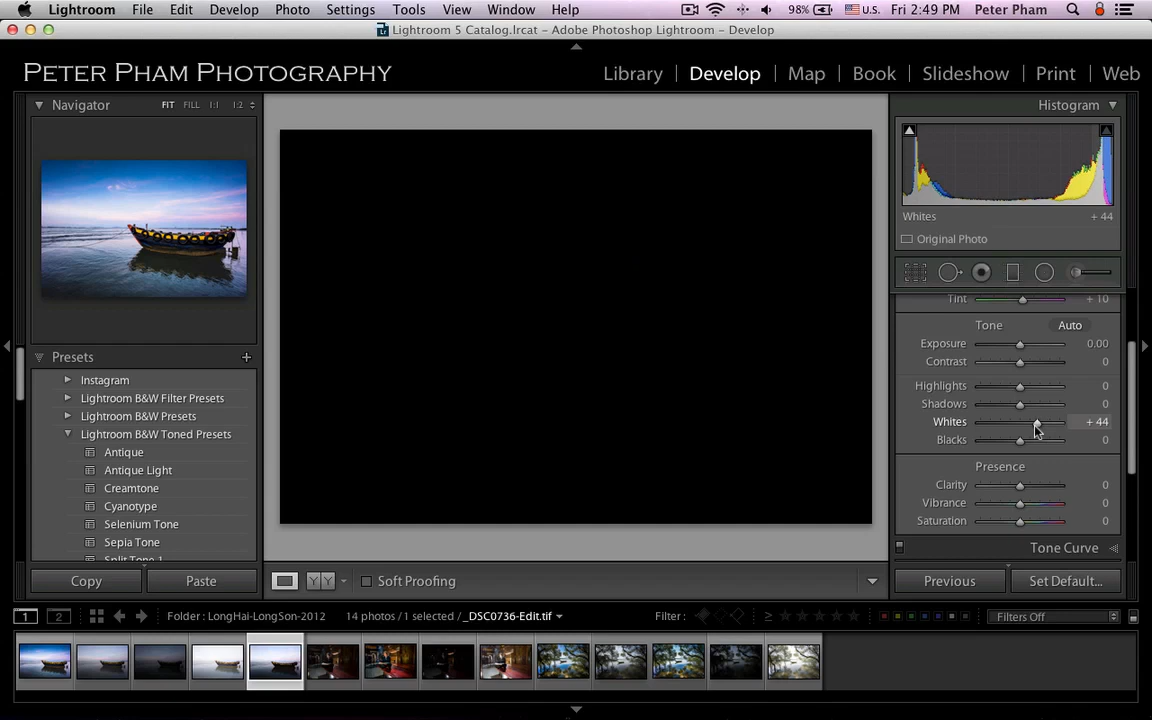 Lightroom File Edit Develop Photo Settings Tools View Window Help 98% U.S. Fri 2:49 PM Peter Pham
Lightroom 5 Catalog.lrcat – Adobe Photoshop Lightroom – Develop
PETER PHAM PHOTOGRAPHY
Library | Develop | Map | Book | Slideshow | Print | Web
Navigator FIT FILL 1:1 1:2
Histogram
Whites + 44
Original Photo
Tint + 10
Tone Auto
Exposure 0.00
Contrast 0
Highlights 0
Shadows 0
Whites + 44
Blacks 0
Presence
Clarity 0
Vibrance 0
Saturation 0
Tone Curve
Previous Set Default...
Presets +
Instagram
Lightroom B&W Filter Presets
Lightroom B&W Presets
Lightroom B&W Toned Presets
Antique
Antique Light
Creamtone
Cyanotype
Selenium Tone
Sepia Tone
Split Tone 1
Copy Paste
Y Y Soft Proofing
1 2 Folder : LongHai-LongSon-2012 14 photos / 1 selected / _DSC0736-Edit.tif Filter : ≥ Filters Off